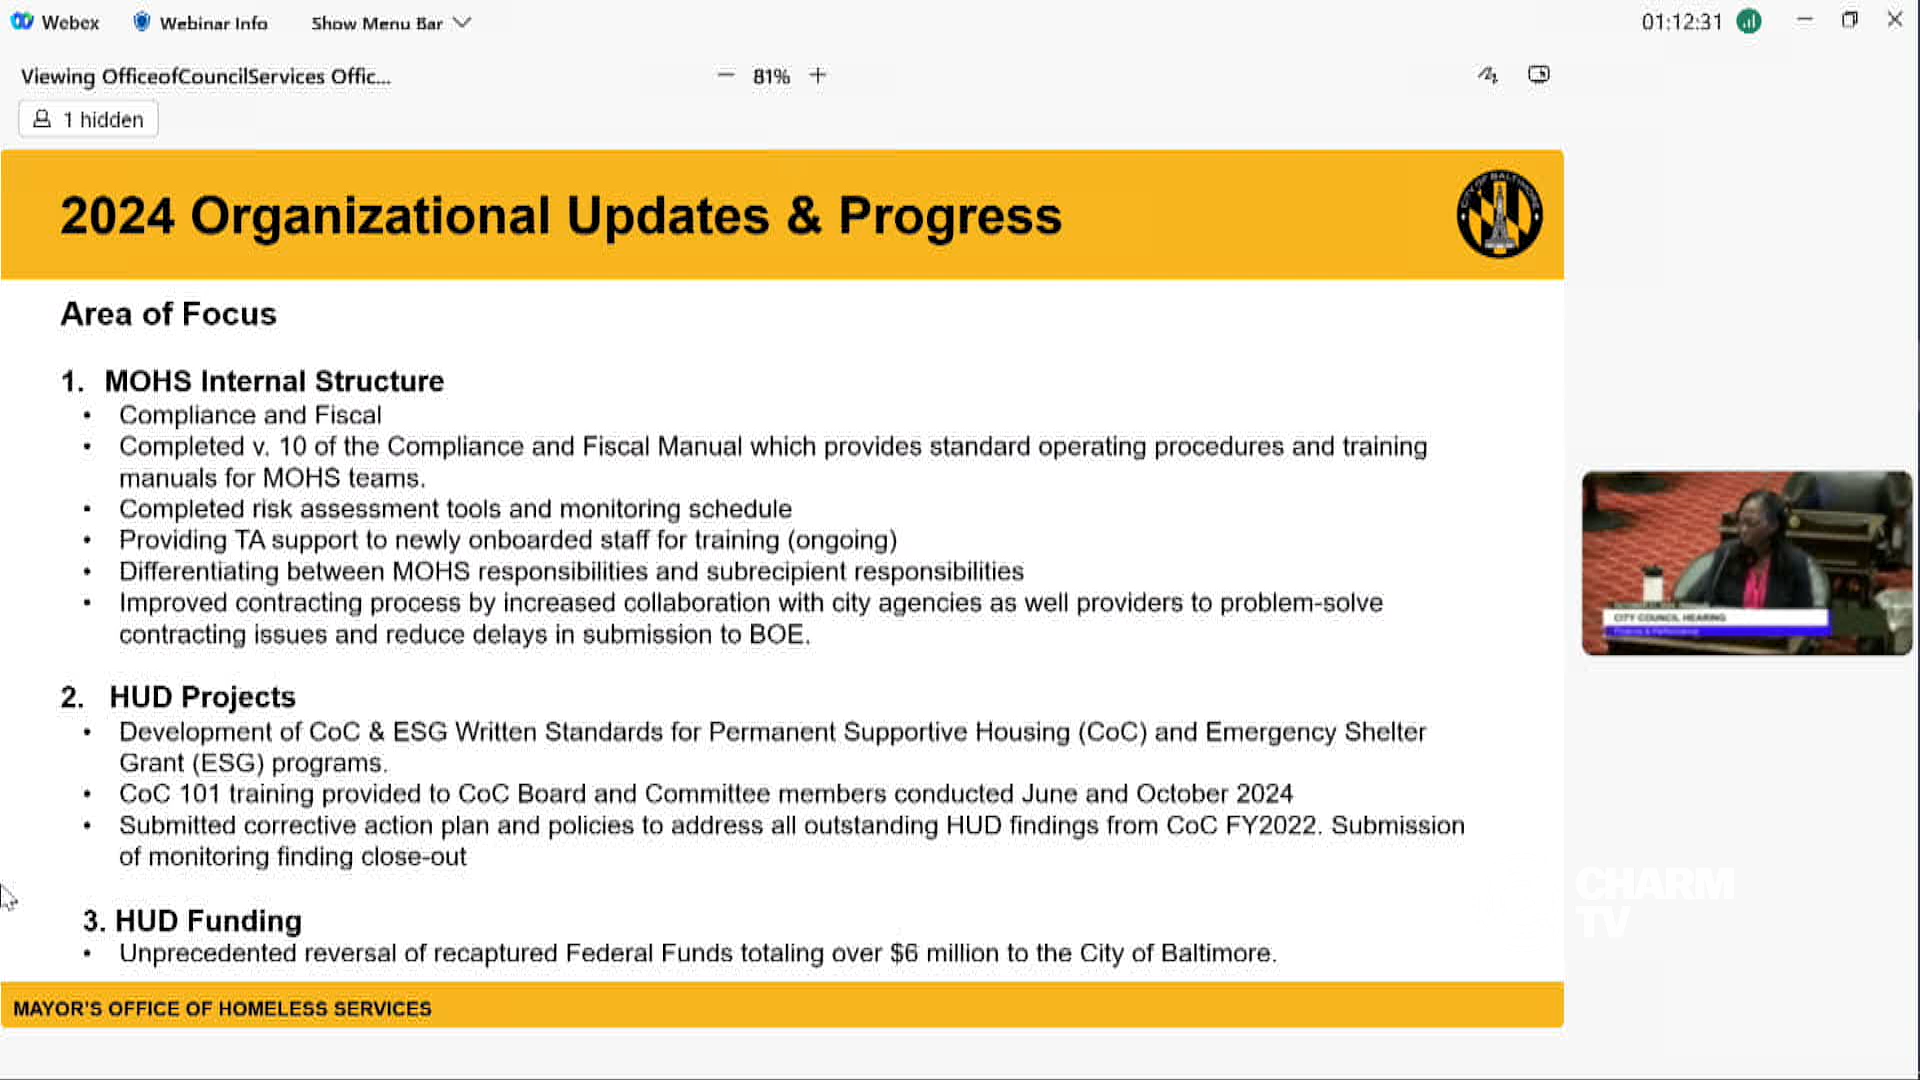 Webex
Webinar Info
Show Menu Bar
01:12:31
Viewing OfficeofCouncilServices Offic...
81%
1 hidden
2024 Organizational Updates & Progress
CITY OF BALTIMORE
Area of Focus
1. MOHS Internal Structure
• Compliance and Fiscal
• Completed v. 10 of the Compliance and Fiscal Manual which provides standard operating procedures and training
manuals for MOHS teams.
• Completed risk assessment tools and monitoring schedule
• Providing TA support to newly onboarded staff for training (ongoing)
• Differentiating between MOHS responsibilities and subrecipient responsibilities
• Improved contracting process by increased collaboration with city agencies as well providers to problem-solve
contracting issues and reduce delays in submission to BOE.
CITY COUNCIL HEARING
2. HUD Projects
• Development of CoC & ESG Written Standards for Permanent Supportive Housing (CoC) and Emergency Shelter
Grant (ESG) programs.
• CoC 101 training provided to CoC Board and Committee members conducted June and October 2024
• Submitted corrective action plan and policies to address all outstanding HUD findings from CoC FY2022. Submission
of monitoring finding close-out
3. HUD Funding
• Unprecedented reversal of recaptured Federal Funds totaling over $6 million to the City of Baltimore.
CHARM
TV
MAYOR'S OFFICE OF HOMELESS SERVICES